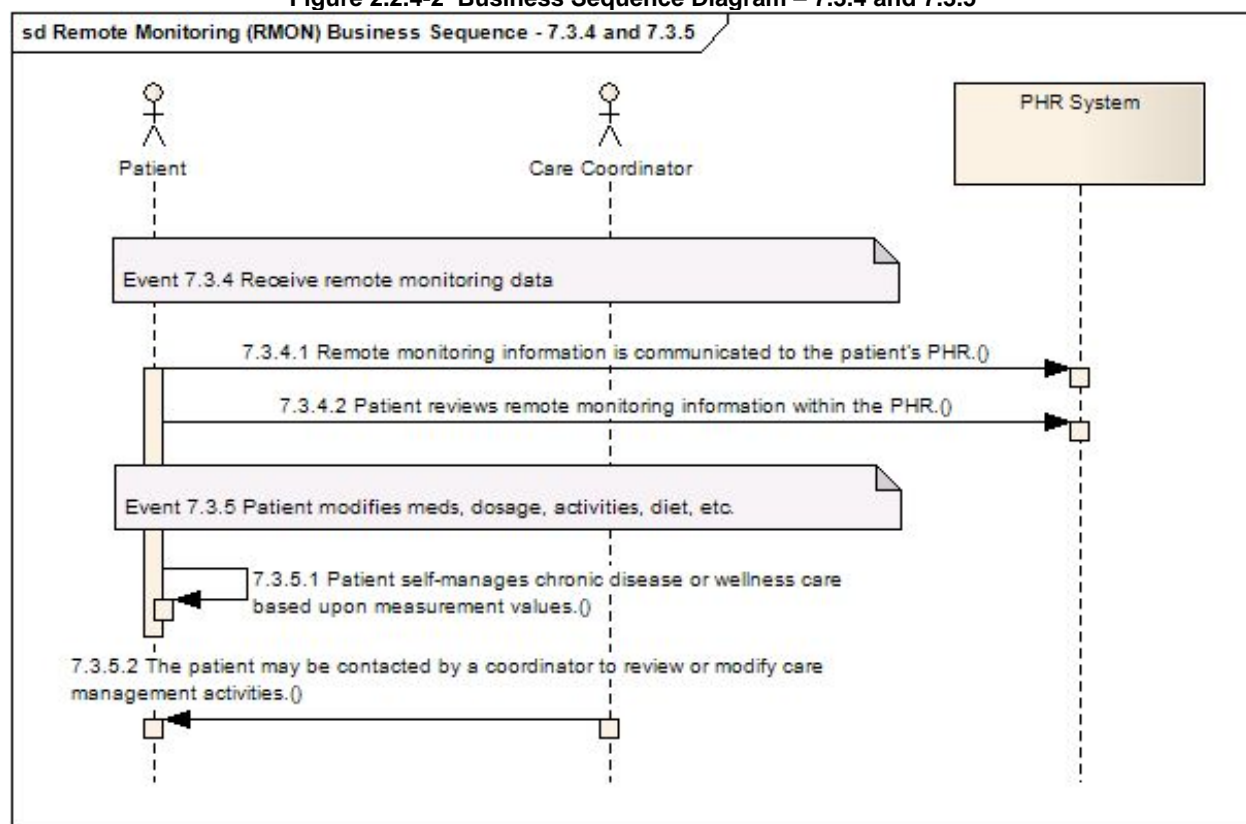 Figure 2.2.4-2 Business Sequence Diagram – 7.3.4 and 7.3.5
sd Remote Monitoring (RMON) Business Sequence - 7.3.4 and 7.3.5
PHR System
Patient
Care Coordinator
Event 7.3.4 Receive remote monitoring data
7.3.4.1 Remote monitoring information is communicated to the patient's PHR.()
7.3.4.2 Patient reviews remote monitoring information within the PHR.()
Event 7.3.5 Patient modifies meds, dosage, activities, diet, etc.
7.3.5.1 Patient self-manages chronic disease or wellness care
based upon measurement values.()
7.3.5.2 The patient may be contacted by a coordinator to review or modify care
management activities.()